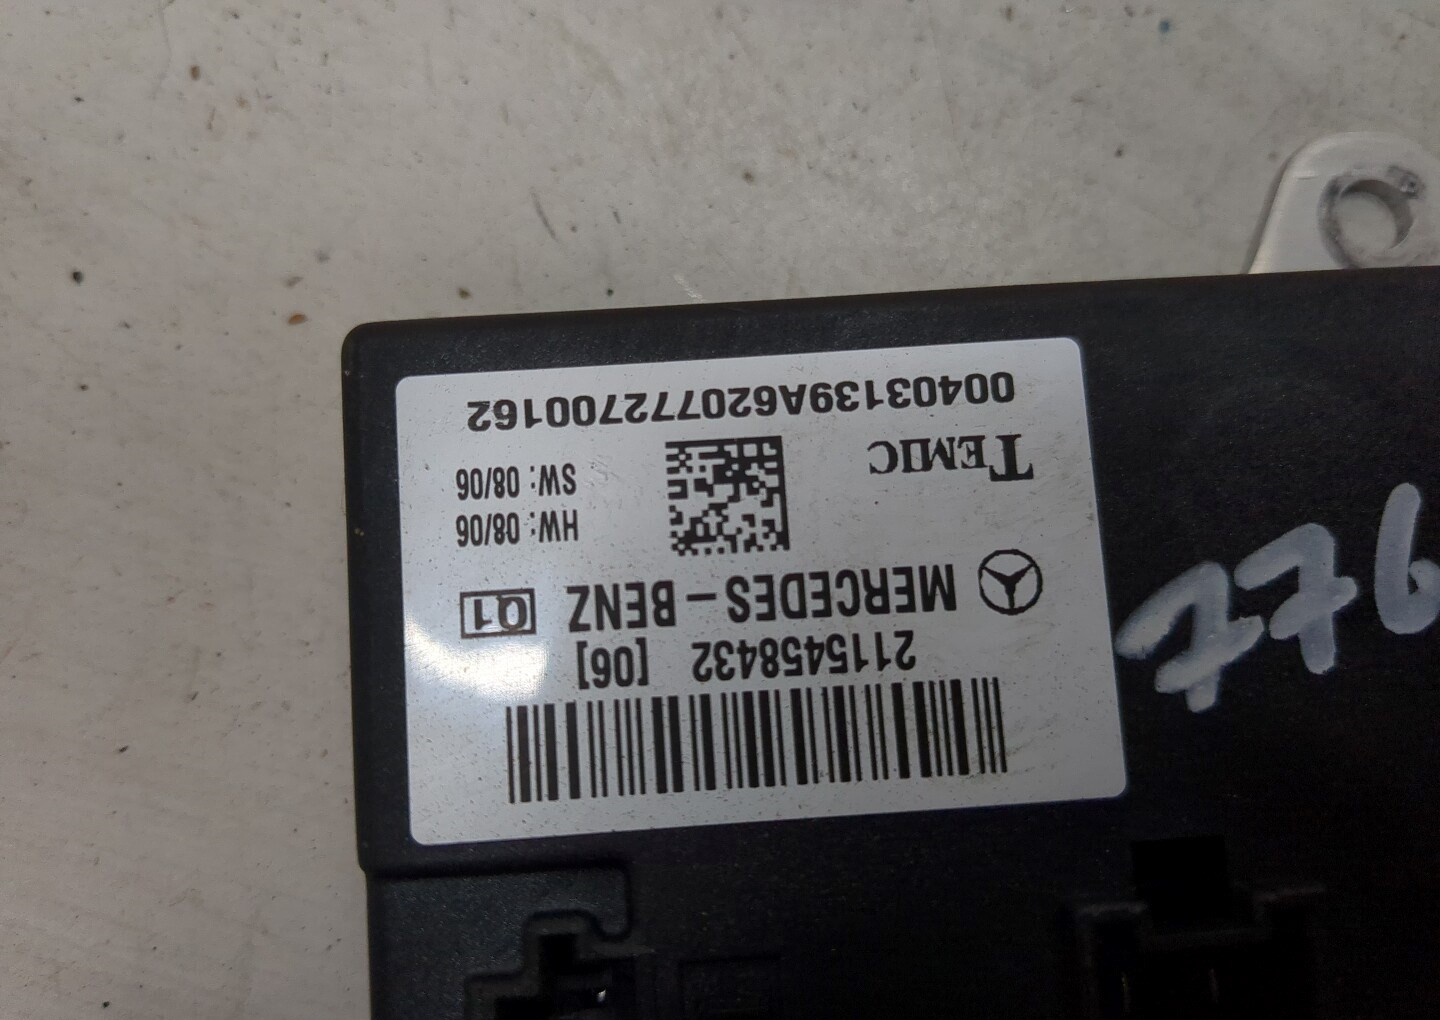 2115458432 [06]
MERCEDES-BENZ Q1
HW: 08/06
TEMIC SW: 08/06
00403139A620772700162
776